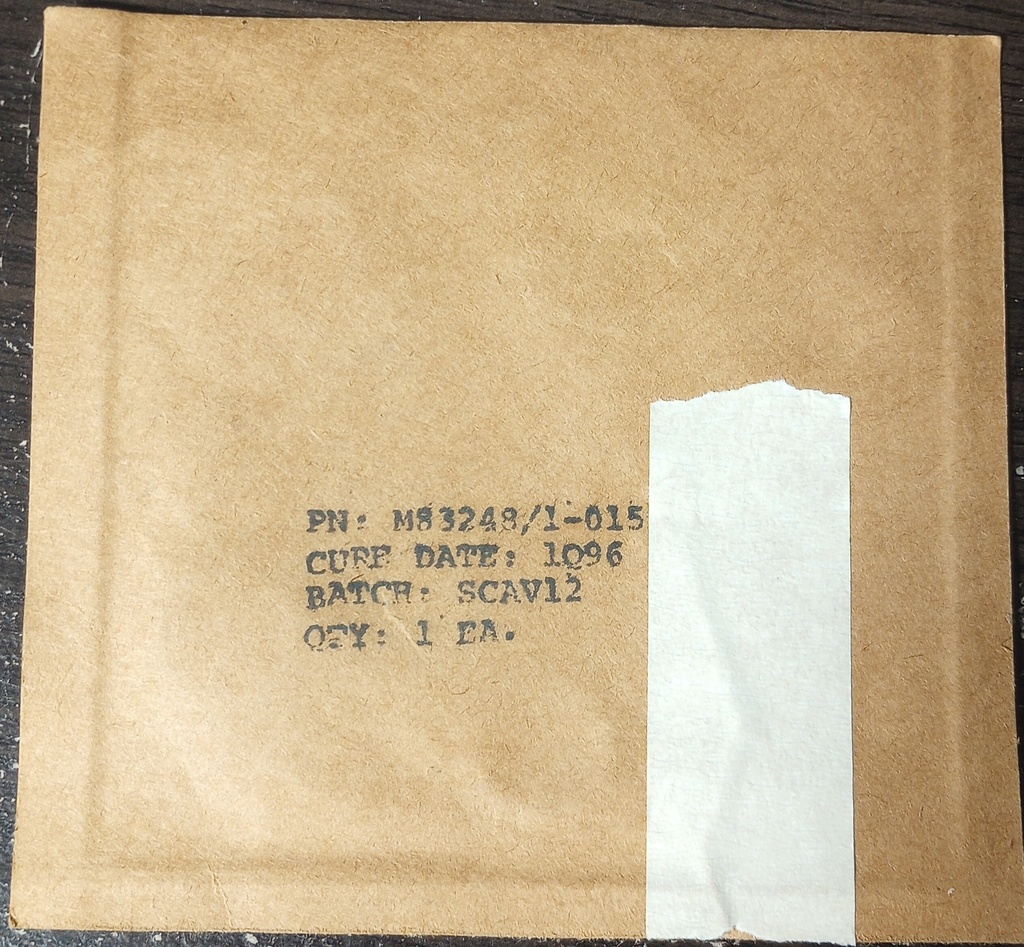 PN: M83248/1-015
CURE DATE: 1Q96
BATCH: SCAV12
QTY: 1 EA.